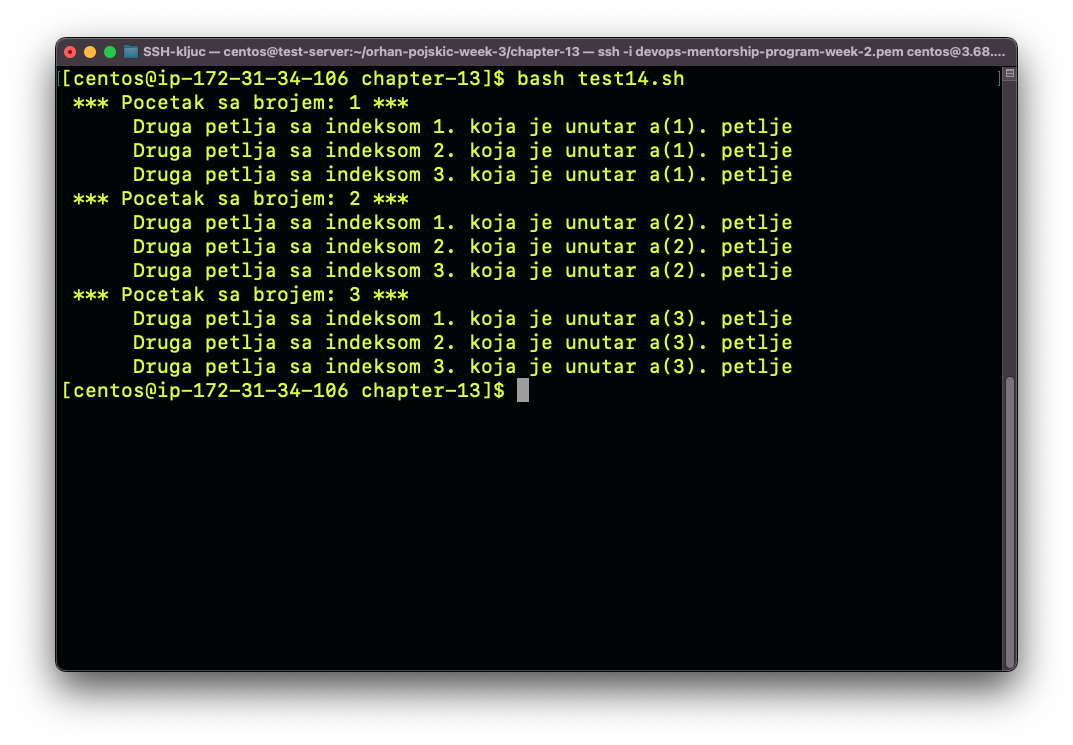 SSH-kljuc — centos@test-server:~/orhan-pojskic-week-3/chapter-13 — ssh -i devops-mentorship-program-week-2.pem centos@3.68....
[centos@ip-172-31-34-106 chapter-13]$ bash test14.sh
*** Pocetak sa brojem: 1 ***
Druga petlja sa indeksom 1. koja je unutar a(1). petlje
Druga petlja sa indeksom 2. koja je unutar a(1). petlje
Druga petlja sa indeksom 3. koja je unutar a(1). petlje
*** Pocetak sa brojem: 2 ***
Druga petlja sa indeksom 1. koja je unutar a(2). petlje
Druga petlja sa indeksom 2. koja je unutar a(2). petlje
Druga petlja sa indeksom 3. koja je unutar a(2). petlje
*** Pocetak sa brojem: 3 ***
Druga petlja sa indeksom 1. koja je unutar a(3). petlje
Druga petlja sa indeksom 2. koja je unutar a(3). petlje
Druga petlja sa indeksom 3. koja je unutar a(3). petlje
[centos@ip-172-31-34-106 chapter-13]$